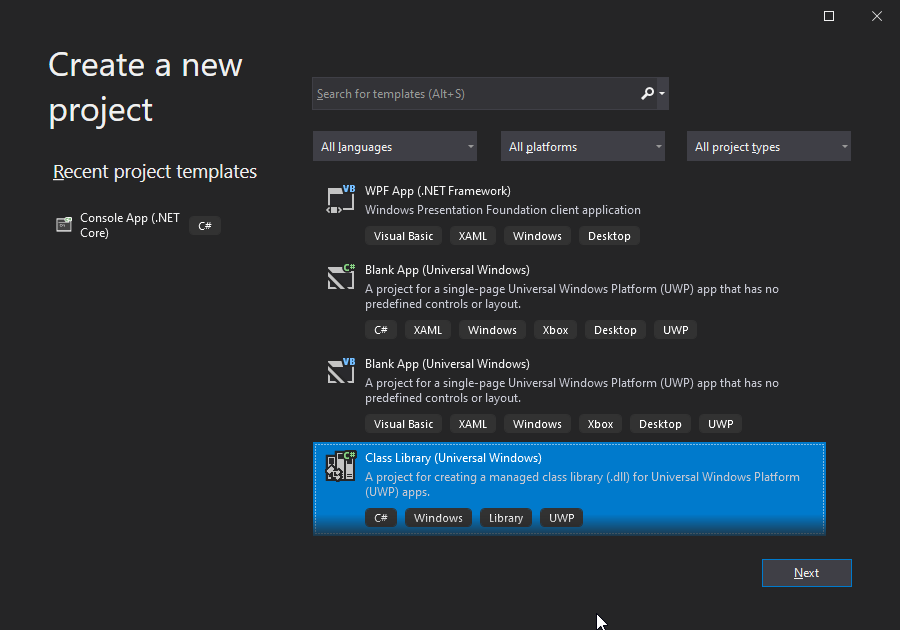 Create a new
project
Search for templates (Alt+S)
All languages
All platforms
All project types
Recent project templates
Console App (.NET
Core)
C#
VB
WPF App (.NET Framework)
Windows Presentation Foundation client application
Visual Basic XAML Windows Desktop
C#
Blank App (Universal Windows)
A project for a single-page Universal Windows Platform (UWP) app that has no
predefined controls or layout.
C# XAML Windows Xbox Desktop UWP
VB
Blank App (Universal Windows)
A project for a single-page Universal Windows Platform (UWP) app that has no
predefined controls or layout.
Visual Basic XAML Windows Xbox Desktop UWP
C#
Class Library (Universal Windows)
A project for creating a managed class library (.dll) for Universal Windows Platform
(UWP) apps.
C# Windows Library UWP
Next